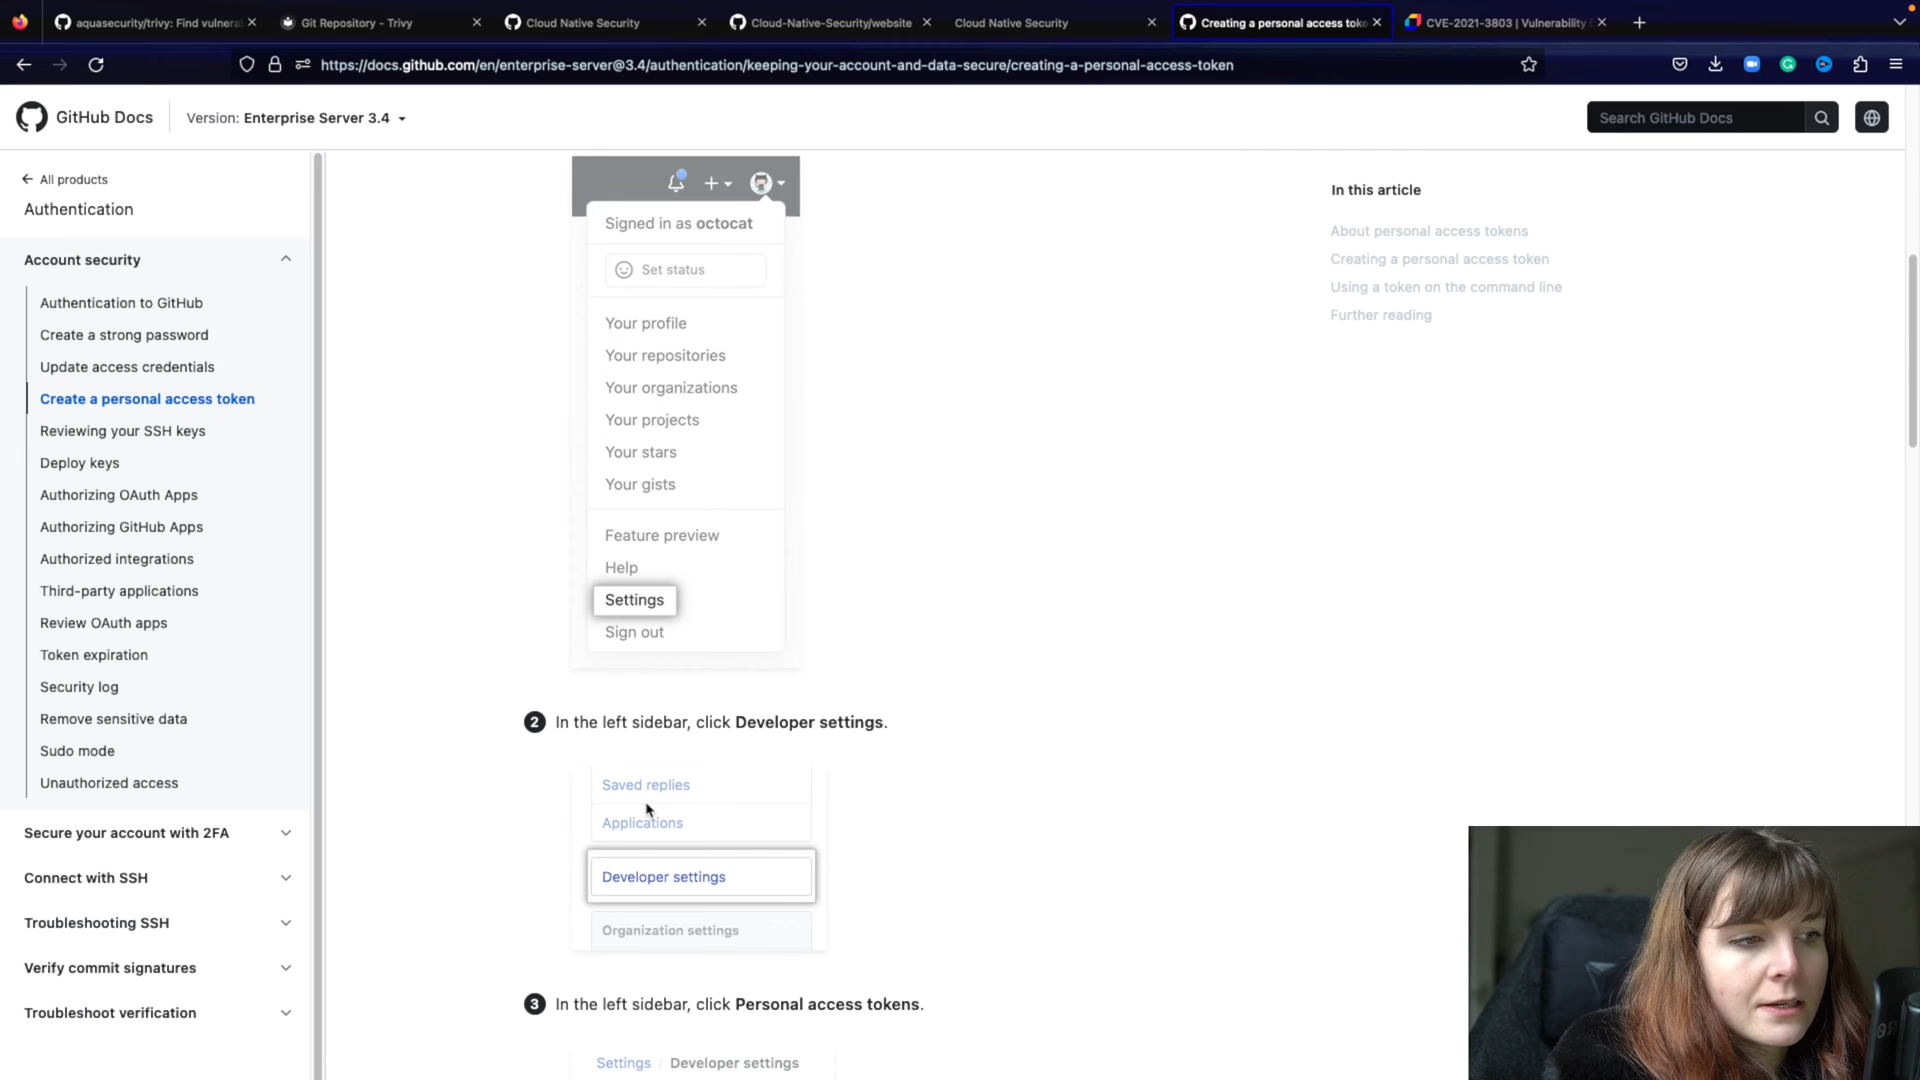 aquasecurity/trivy: Find vulnera
Git Repository - Trivy
Cloud Native Security
Cloud-Native-Security/website
Cloud Native Security
Creating a personal access toke
CVE-2021-3803 | Vulnerability
https://docs.github.com/en/enterprise-server@3.4/authentication/keeping-your-account-and-data-secure/creating-a-personal-access-token
GitHub Docs
Version: Enterprise Server 3.4
Search GitHub Docs
All products
Authentication
Account security
Authentication to GitHub
Create a strong password
Update access credentials
Create a personal access token
Reviewing your SSH keys
Deploy keys
Authorizing OAuth Apps
Authorizing GitHub Apps
Authorized integrations
Third-party applications
Review OAuth apps
Token expiration
Security log
Remove sensitive data
Sudo mode
Unauthorized access
Secure your account with 2FA
Connect with SSH
Troubleshooting SSH
Verify commit signatures
Troubleshoot verification
Signed in as octocat
Set status
Your profile
Your repositories
Your organizations
Your projects
Your stars
Your gists
Feature preview
Help
Settings
Sign out
2 In the left sidebar, click Developer settings.
Saved replies
Applications
Developer settings
Organization settings
3 In the left sidebar, click Personal access tokens.
Settings / Developer settings
In this article
About personal access tokens
Creating a personal access token
Using a token on the command line
Further reading